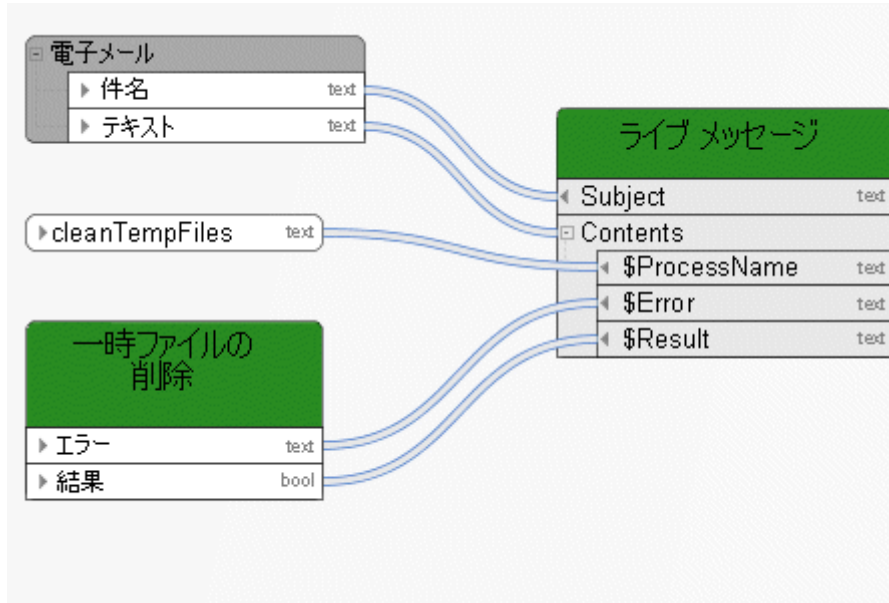 電子メール
件名 text
テキスト text
cleanTempFiles text
一時ファイルの
削除
エラー text
結果 bool
ライブ メッセージ
Subject text
Contents
$ProcessName text
$Error text
$Result text